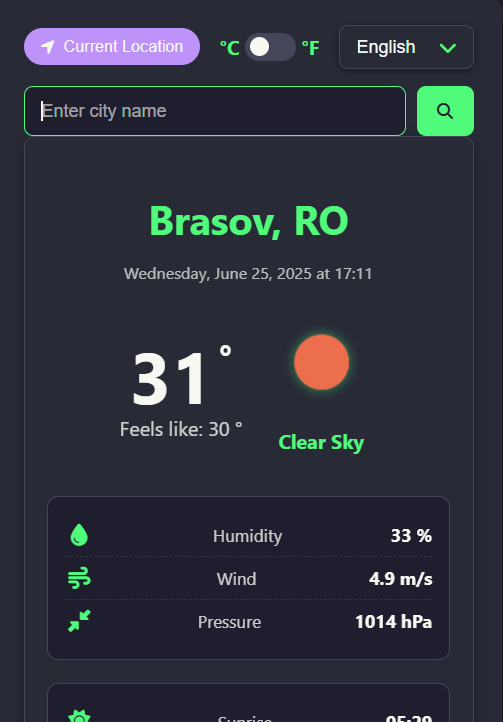 Current Location °C °F English
Enter city name
Brasov, RO
Wednesday, June 25, 2025 at 17:11
31°
Feels like: 30 °
Clear Sky
Humidity 33 %
Wind 4.9 m/s
Pressure 1014 hPa
Sunrise 05:29